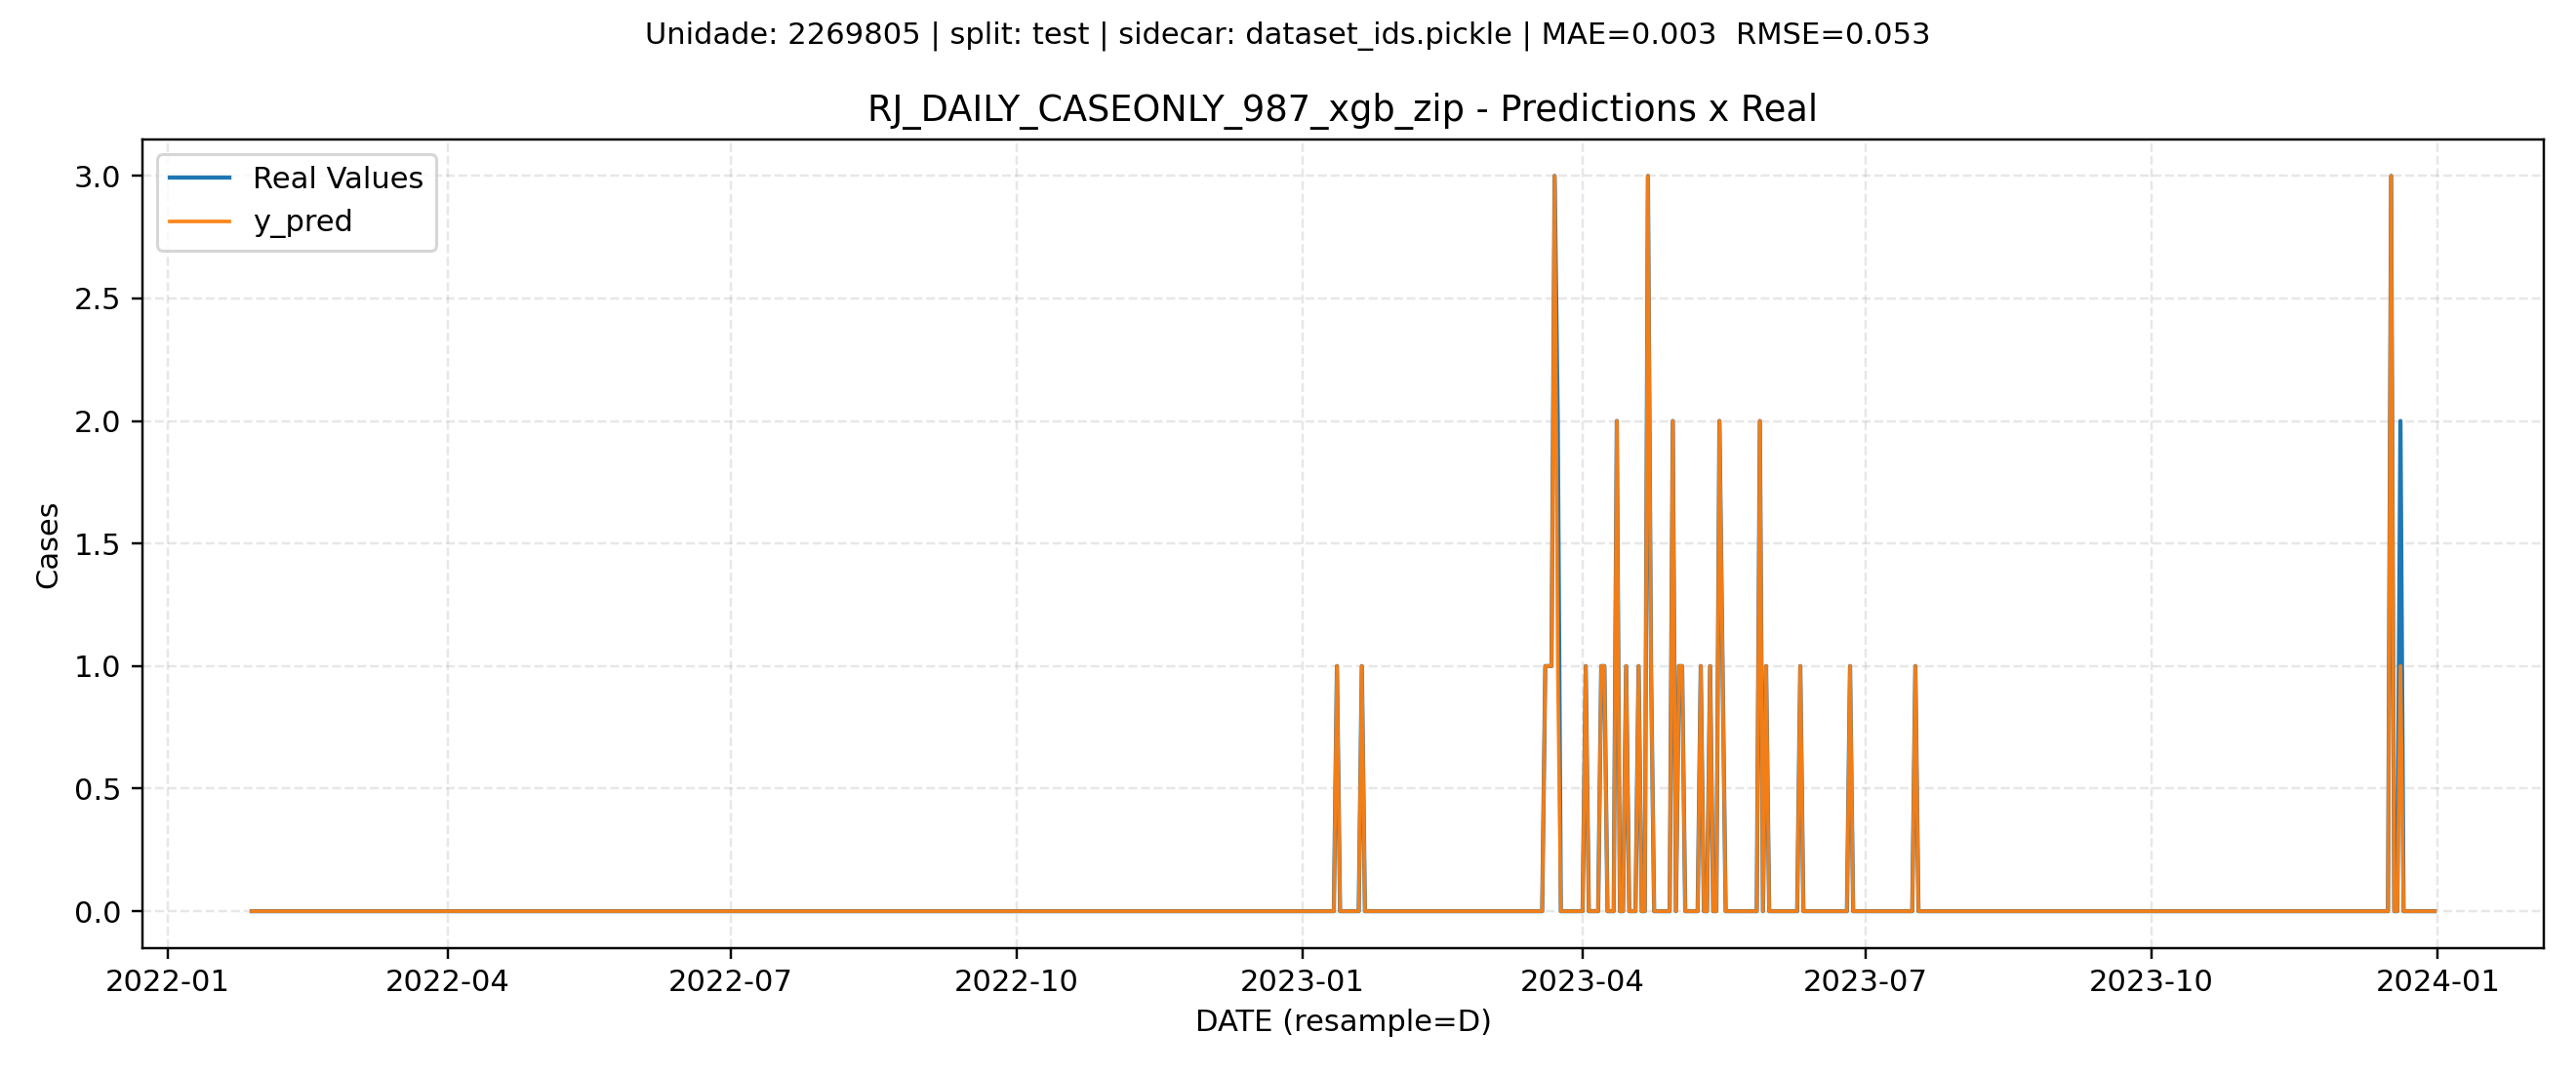 Unidade: 2269805 | split: test | sidecar: dataset_ids.pickle | MAE=0.003  RMSE=0.053
RJ_DAILY_CASEONLY_987_xgb_zip - Predictions x Real
Real Values
y_pred
3.0
2.5
2.0
1.5
1.0
0.5
0.0
Cases
2022-01 2022-04 2022-07 2022-10 2023-01 2023-04 2023-07 2023-10 2024-01
DATE (resample=D)